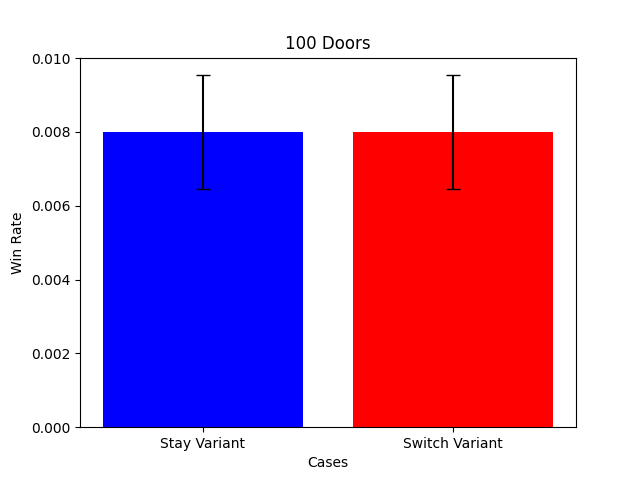 100 Doors
0.010
0.008
0.006
0.004
0.002
0.000
Win Rate
Stay Variant
Switch Variant
Cases